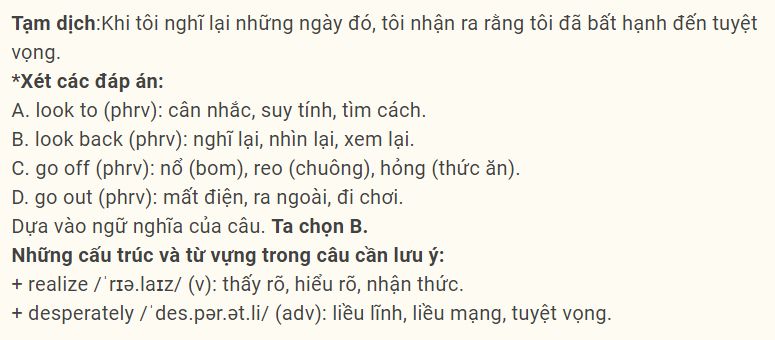 Tạm dịch:Khi tôi nghĩ lại những ngày đó, tôi nhận ra rằng tôi đã bất hạnh đến tuyệt
vọng.
*Xét các đáp án:
A. look to (phrv): cân nhắc, suy tính, tìm cách.
B. look back (phrv): nghĩ lại, nhìn lại, xem lại.
C. go off (phrv): nổ (bom), reo (chuông), hỏng (thức ăn).
D. go out (phrv): mất điện, ra ngoài, đi chơi.
Dựa vào ngữ nghĩa của câu. Ta chọn B.
Những cấu trúc và từ vựng trong câu cần lưu ý:
+ realize /ˈrɪə.laɪz/ (v): thấy rõ, hiểu rõ, nhận thức.
+ desperately /ˈdes.pər.ət.li/ (adv): liều lĩnh, liều mạng, tuyệt vọng.